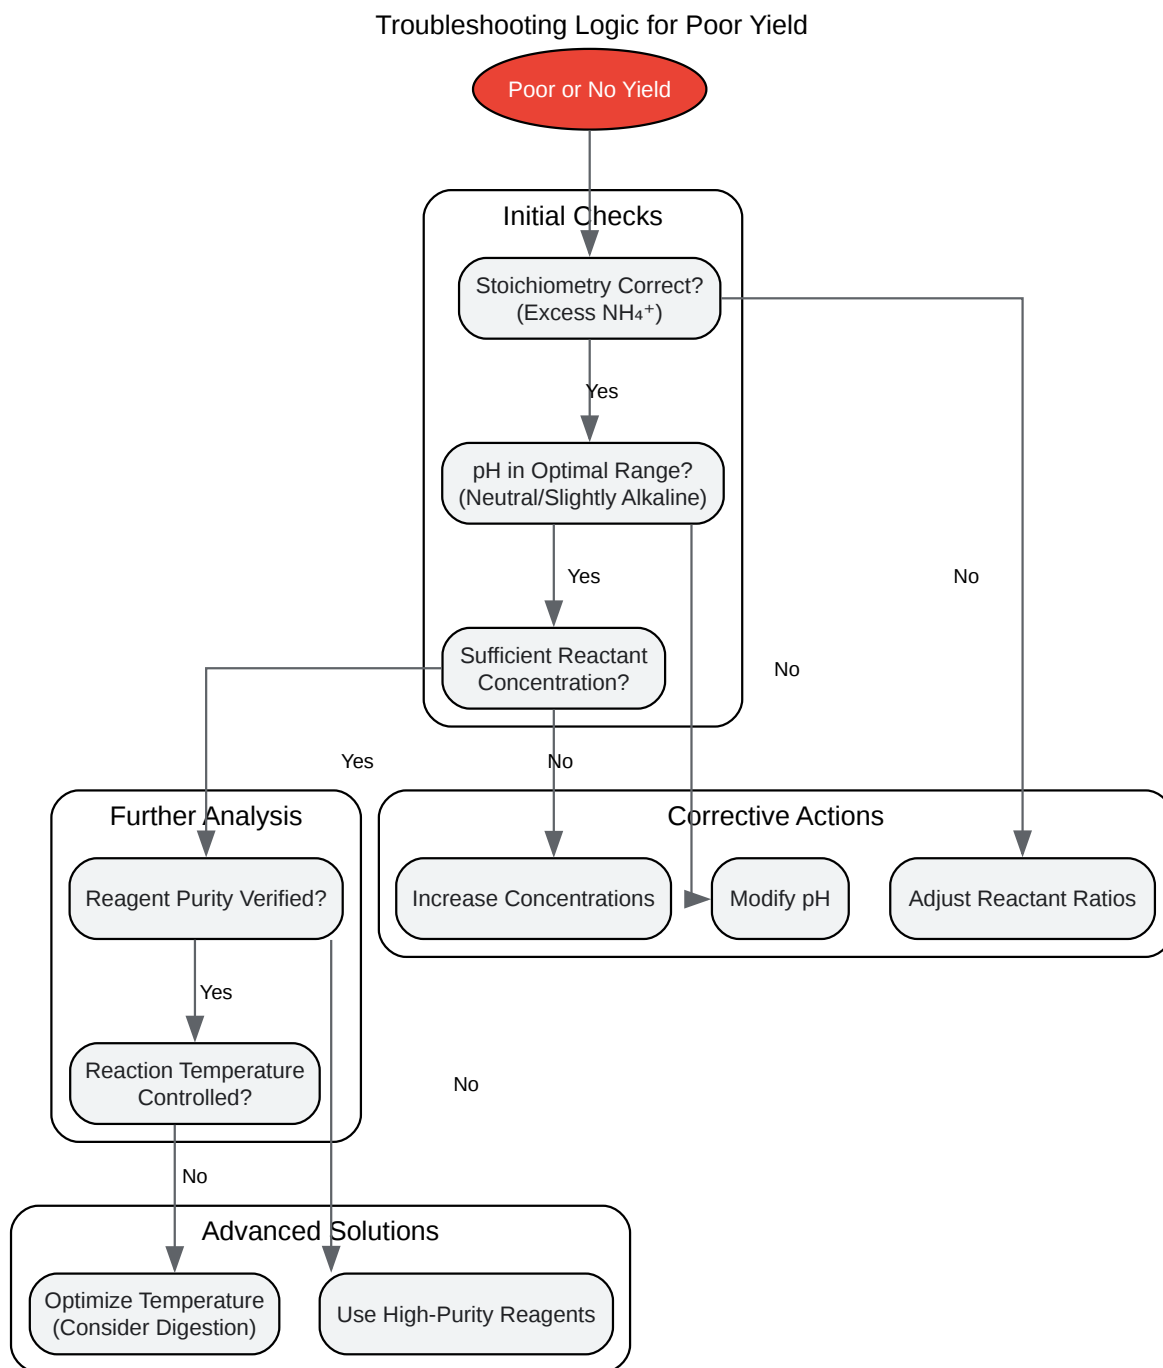 Troubleshooting Logic for Poor Yield
Poor or No Yield
Initial Checks
Stoichiometry Correct?
(Excess NH₄⁺)
Yes
pH in Optimal Range?
(Neutral/Slightly Alkaline)
Yes
No
Sufficient Reactant
Concentration?
No
Yes
No
Further Analysis
Corrective Actions
Reagent Purity Verified?
Increase Concentrations
Modify pH
Adjust Reactant Ratios
Yes
Reaction Temperature
Controlled?
No
No
Advanced Solutions
Optimize Temperature
(Consider Digestion)
Use High-Purity Reagents